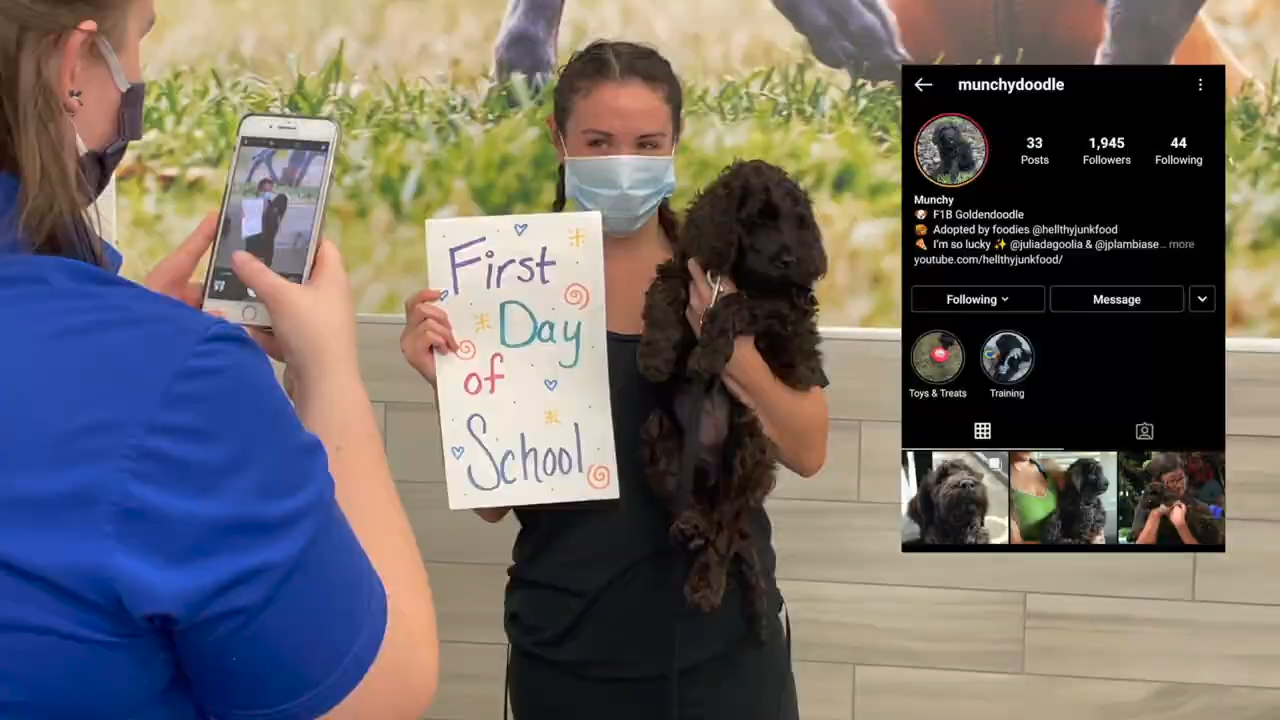 First
Day
of
School
munchydoodle
33
Posts
1,945
Followers
44
Following
Munchy
🐶 F1B Goldendoodle
🍔 Adopted by foodies @hellthyjunkfood
🍕 I'm so lucky ✨ @juliadagoolia & @jplambiase... more
youtube.com/hellthyjunkfood/
Following
Message
Toys & Treats
Training